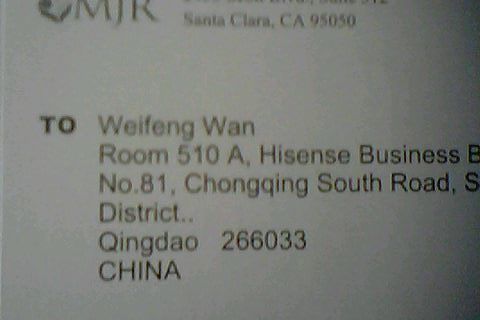 MJR
Santa Clara, CA 95050
TO Weifeng Wan
Room 510 A, Hisense Business
No.81, Chongqing South Road,
District..
Qingdao 266033
CHINA